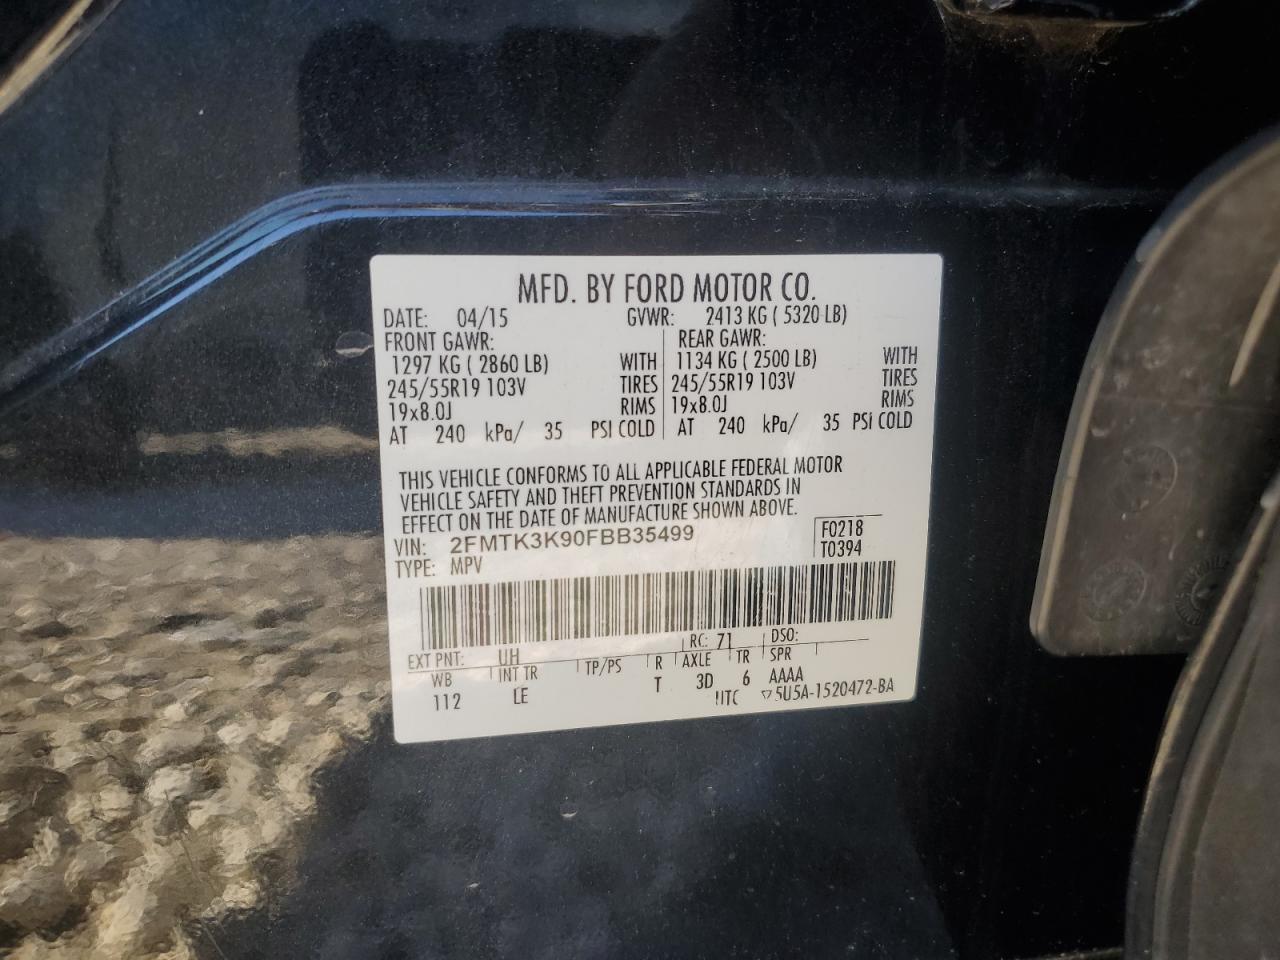 MFD. BY FORD MOTOR CO.
DATE: 04/15 GVWR: 2413 KG ( 5320 LB)
FRONT GAWR: REAR GAWR:
1297 KG ( 2860 LB) WITH 1134 KG ( 2500 LB) WITH
245/55R19 103V TIRES 245/55R19 103V TIRES
19x8.0J RIMS 19x8.0J RIMS
AT 240 kPa/ 35 PSI COLD AT 240 kPa/ 35 PSI COLD
THIS VEHICLE CONFORMS TO ALL APPLICABLE FEDERAL MOTOR
VEHICLE SAFETY AND THEFT PREVENTION STANDARDS IN
EFFECT ON THE DATE OF MANUFACTURE SHOWN ABOVE.
VIN: 2FMTK3K90FBB35499 F0218
TYPE: MPV T0394
EXT PNT: UH RC: 71 DSO:
WB INT TR TP/PS R AXLE TR SPR
112 LE T 3D 6 AAAA
UTC ▽5U5A-1520472-BA